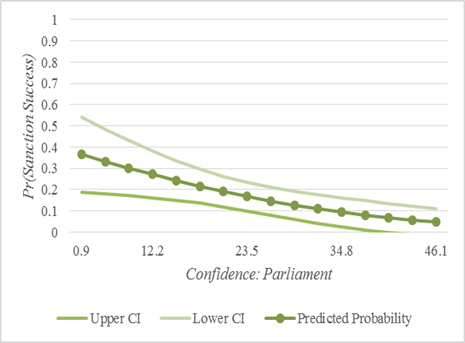 1
0.9
0.8
0.7
0.6
0.5
0.4
0.3
0.2
0.1
0
Pr(Sanction Success)
0.9 12.2 23.5 34.8 46.1
Confidence: Parliament
Upper CI Lower CI Predicted Probability